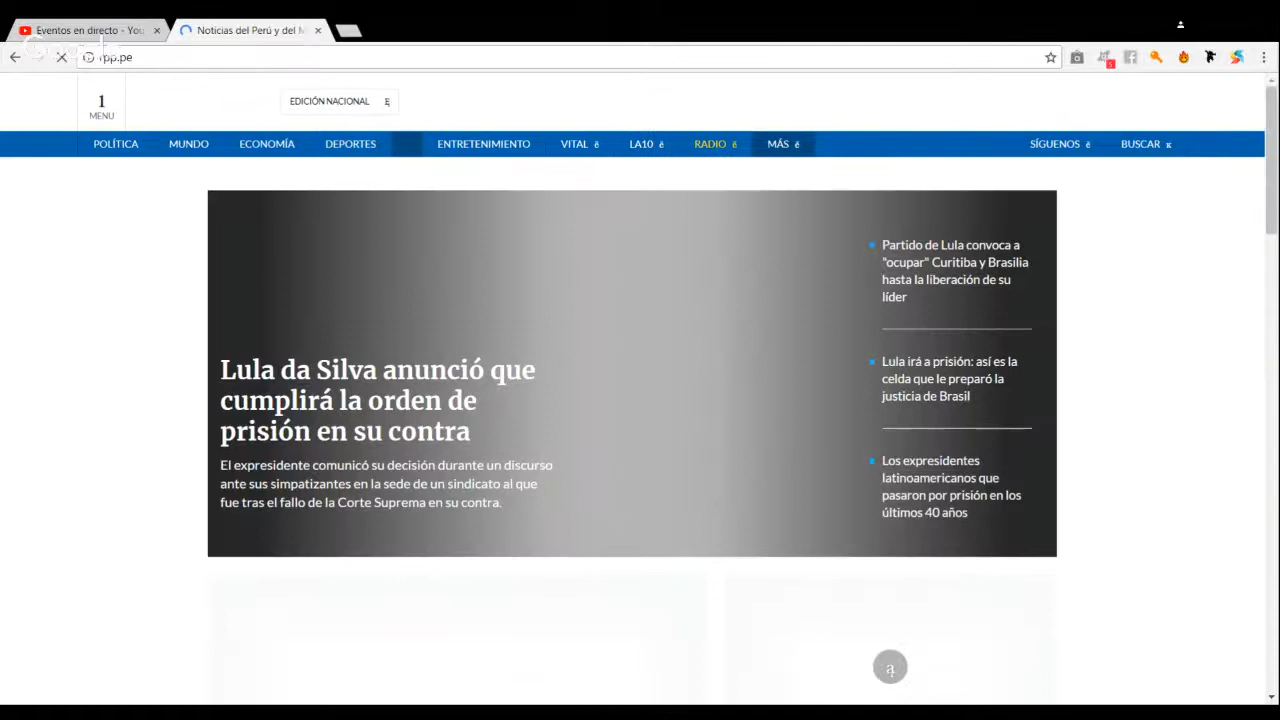 Eventos en directo - You
Noticias del Perú y del M
rpp.pe
5
1
MENU
EDICIÓN NACIONAL
POLÍTICA
MUNDO
ECONOMÍA
DEPORTES
ENTRETENIMIENTO
VITAL
LA10
RADIO
MÁS
SÍGUENOS
BUSCAR
Lula da Silva anunció que
cumplirá la orden de
prisión en su contra
El expresidente comunicó su decisión durante un discurso
ante sus simpatizantes en la sede de un sindicato al que
fue tras el fallo de la Corte Suprema en su contra.
Partido de Lula convoca a
"ocupar" Curitiba y Brasilia
hasta la liberación de su
líder
Lula irá a prisión: así es la
celda que le preparó la
justicia de Brasil
Los expresidentes
latinoamericanos que
pasaron por prisión en los
últimos 40 años
ą